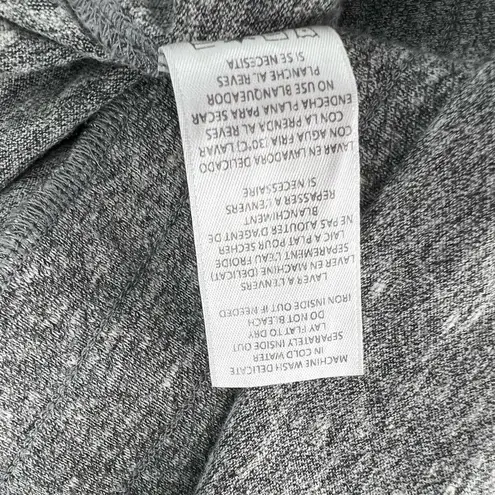 MACHINE WASH DELICATE
IN COLD WATER
SEPARATELY INSIDE OUT
LAY FLAT TO DRY
DO NOT BLEACH
IRON INSIDE OUT IF NEEDED
LAVER A L'ENVERS
LAVER EN MACHINE (DELICAT)
SEPAREMENT L'EAU FROIDE
LAIC A PLAT POUR SECHER
NE PAS AJOUTER D'AGENT DE
BLANCHIMENT
REPASSER A L'ENVERS
SI NECESSAIRE
LAVAR EN LAVADORA DELICADO
CON AGUA FRIA (30°C) LAVAR
CON LA PRENDA AL REVES
ENDECHA PLANA PARA SECAR
NO USE BLANQUEADOR
PLANCHE AL REVES
SI SE NECESITA